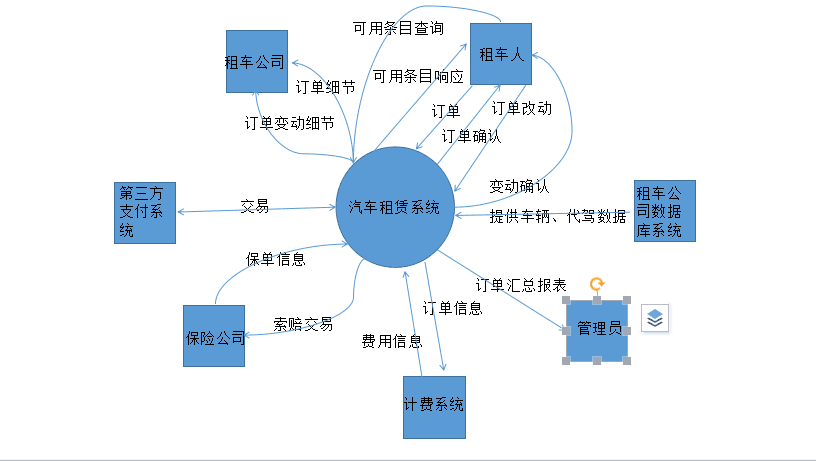 可用条目查询
租车公司
租车人
可用条目响应
订单细节
订单
订单改动
订单变动细节
订单确认
第三方
支付系
统
交易
汽车租赁系统
变动确认
提供车辆、代驾数据
租车公
司数据
库系统
保单信息
订单汇总报表
订单信息
索赔交易
管理员
保险公司
费用信息
计费系统